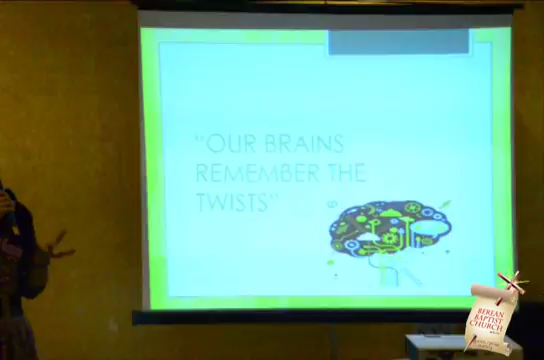 “OUR BRAINS
REMEMBER THE
TWISTS”
BEREAN
BAPTIST
CHURCH